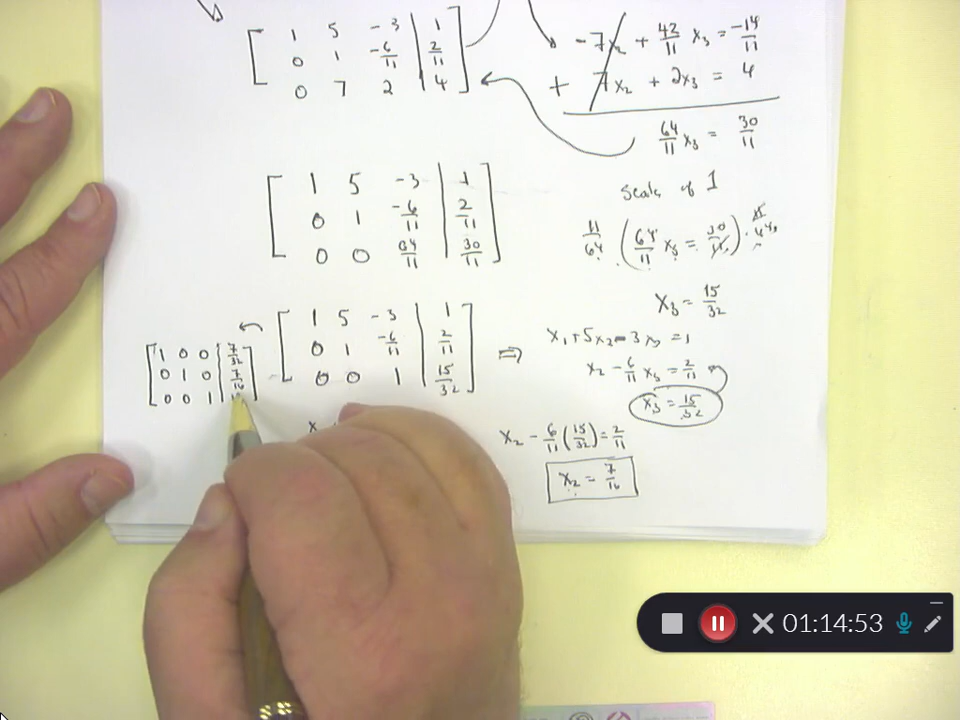 [ 1 5 -3 | 1 ]
[ 0 1 -6/11 | 2/11 ]
[ 0 7 2 | 4 ]
-7x₂ + 42/11 x₃ = -14/11
+ 7x₂ + 2x₃ = 4
64/11 x₃ = 30/11
[ 1 5 -3 | 1 ]
[ 0 1 -6/11 | 2/11 ]
[ 0 0 64/11 | 30/11 ]
Scale of 1
11/64 ( 64/11 x₃ = 30/11 ) · 11/64
x₃ = 15/32
[ 1 5 -3 | 1 ]
[ 0 1 -6/11 | 2/11 ]
[ 0 0 1 | 15/32 ]
⇒
x₁ + 5x₂ - 3x₃ = 1
x₂ - 6/11 x₃ = 2/11
x₃ = 15/32
[ 1 0 0 | 7/32 ]
[ 0 1 0 | 7/16 ]
[ 0 0 1 |
x₂ - 6/11 (15/32) = 2/11
x₂ = 7/16
01:14:53